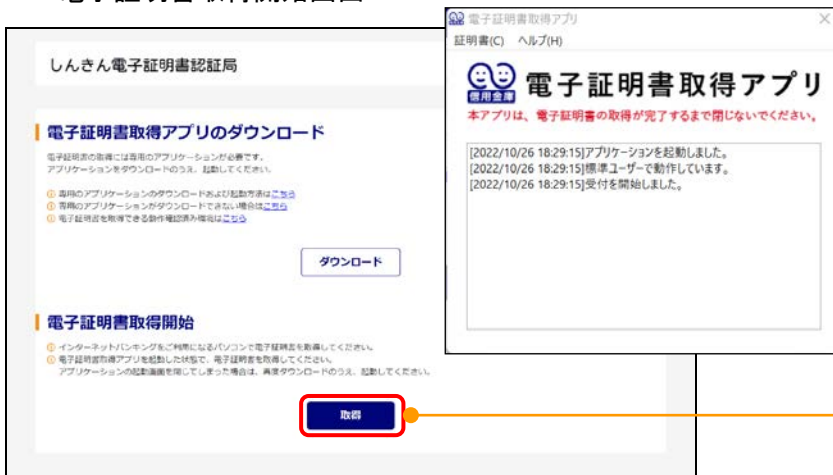 電子証明書取得アプリ
証明書(C) ヘルプ(H)
信用金庫
電子証明書取得アプリ
本アプリは、電子証明書の取得が完了するまで閉じないでください。
[2022/10/26 18:29:15]アプリケーションを起動しました。
[2022/10/26 18:29:15]標準ユーザーで動作しています。
[2022/10/26 18:29:15]受付を開始しました。
しんきん電子証明書認証局
電子証明書取得アプリのダウンロード
電子証明書の取得には専用のアプリケーションが必要です。
アプリケーションをダウンロードのうえ、起動してください。
専用のアプリケーションのダウンロードおよび起動方法はこちら
専用のアプリケーションがダウンロードできない場合はこちら
電子証明書を取得できる動作確認済み環境はこちら
ダウンロード
電子証明書取得開始
インターネットバンキングをご利用になるパソコンで電子証明書を取得してください。
電子証明書取得アプリを起動した状態で、電子証明書を取得してください。
アプリケーションの起動画面を閉じてしまった場合は、再度ダウンロードのうえ、起動してください。
取得